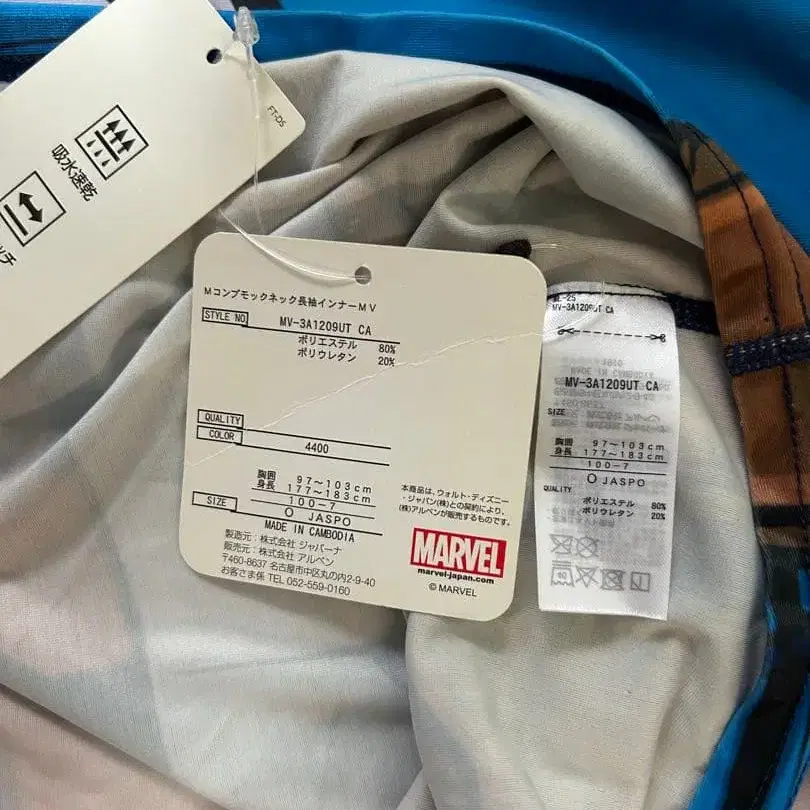 FT-DS
吸水速乾
ッチ
MコンプモックネックE長袖インナーMV
STYLE NO
MV-3A1209UT CA
ポリエステル 80%
ポリウレタン 20%
QUALITY
COLOR
4400
胸囲 97～103cm
身長 177～183cm
100-7
SIZE
O JASPO
MADE IN CAMBODIA
製造元：株式会社 ジャパーナ
販売元：株式会社 アルペン
〒460-8637 名古屋市中区丸の内2-9-40
お客さま係 TEL 052-559-0160
本商品は、ウォルト・ディズニー
・ジャパン(株)との契約により、
(株)アルペンが販売するものです。
MARVEL
marvel-japan.com
© MARVEL
MV-3A1209UT CA
SIZE
胸囲 97～103cm
身長 177～183cm
100-7
O JASPO
QUALITY
ポリエステル 80%
ポリウレタン 20%